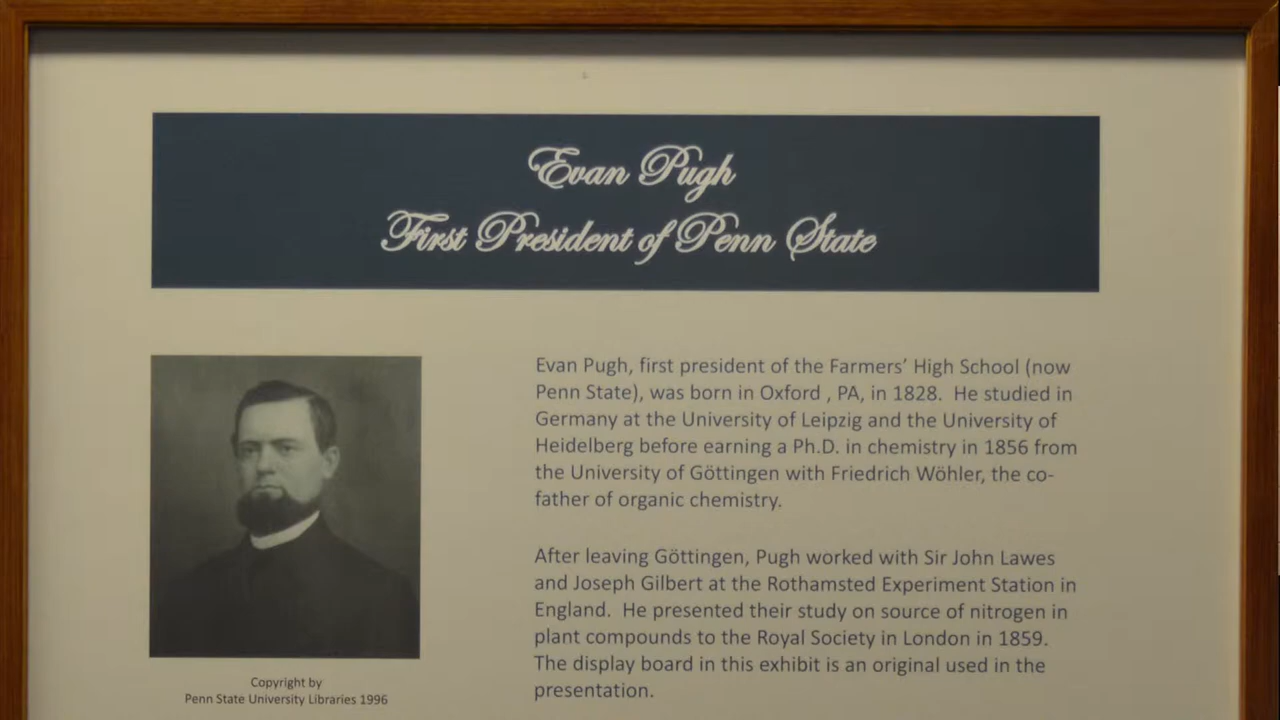 Evan Pugh
First President of Penn State
Evan Pugh, first president of the Farmers’ High School (now
Penn State), was born in Oxford , PA, in 1828.  He studied in
Germany at the University of Leipzig and the University of
Heidelberg before earning a Ph.D. in chemistry in 1856 from
the University of Göttingen with Friedrich Wöhler, the co-
father of organic chemistry.
After leaving Göttingen, Pugh worked with Sir John Lawes
and Joseph Gilbert at the Rothamsted Experiment Station in
England.  He presented their study on source of nitrogen in
plant compounds to the Royal Society in London in 1859.
The display board in this exhibit is an original used in the
presentation.
Copyright by
Penn State University Libraries 1996